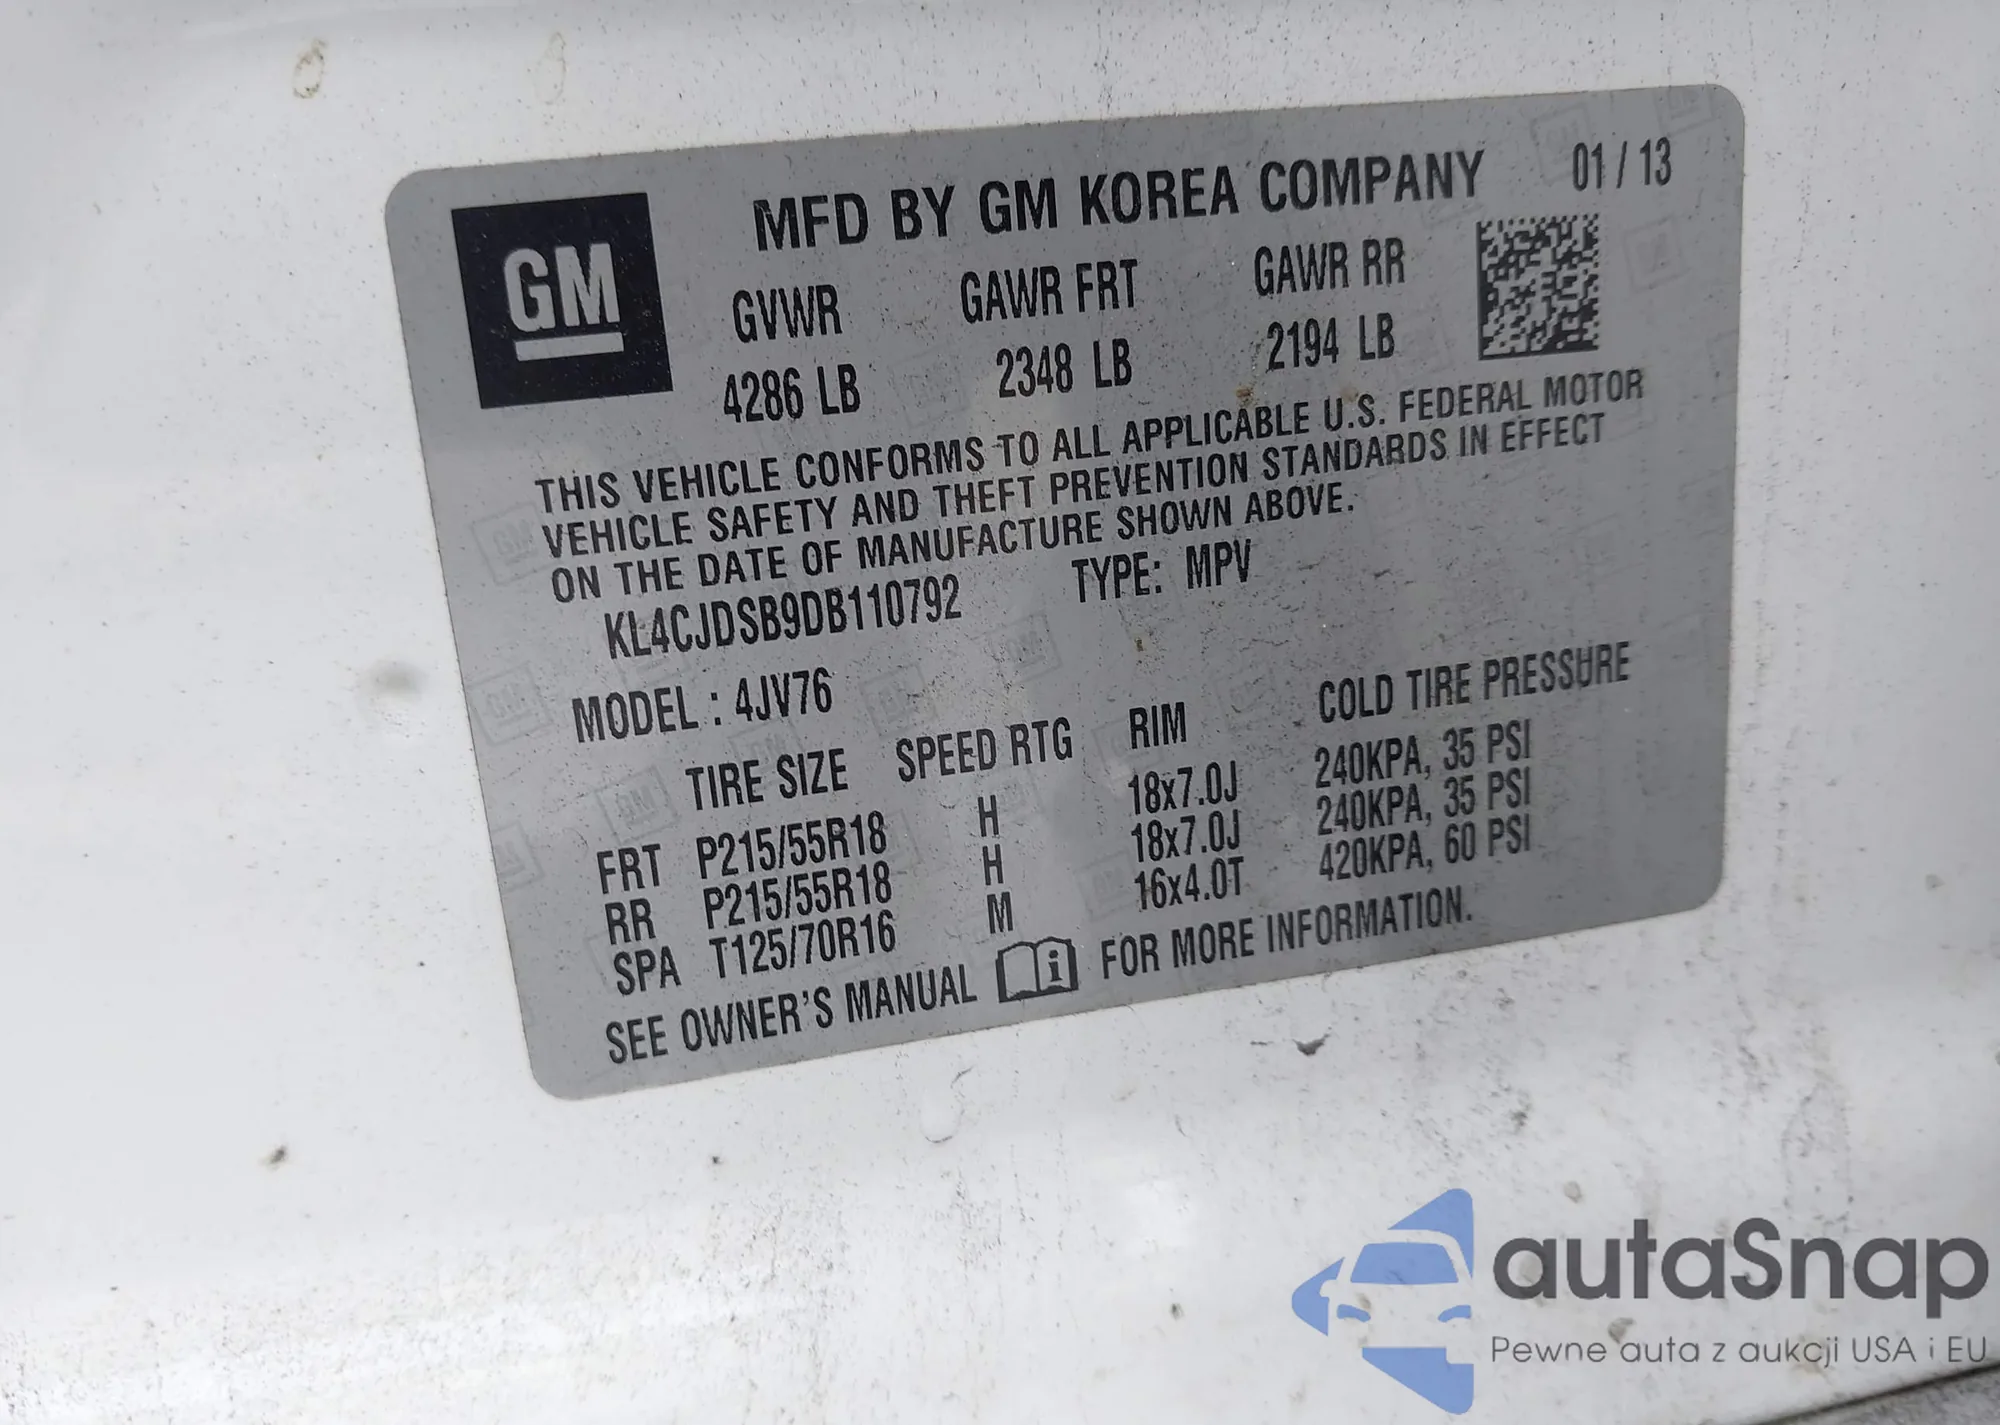 MFD BY GM KOREA COMPANY 01 / 13
GM
GVWR GAWR FRT GAWR RR
4286 LB 2348 LB 2194 LB
THIS VEHICLE CONFORMS TO ALL APPLICABLE U.S. FEDERAL MOTOR
VEHICLE SAFETY AND THEFT PREVENTION STANDARDS IN EFFECT
ON THE DATE OF MANUFACTURE SHOWN ABOVE.
KL4CJDSB9DB110792 TYPE: MPV
MODEL : 4JV76
TIRE SIZE SPEED RTG RIM COLD TIRE PRESSURE
FRT P215/55R18 H 18x7.0J 240KPA, 35 PSI
RR P215/55R18 H 18x7.0J 240KPA, 35 PSI
SPA T125/70R16 M 16x4.0T 420KPA, 60 PSI
SEE OWNER'S MANUAL i FOR MORE INFORMATION.
autaSnap
Pewne auta z aukcji USA i EU